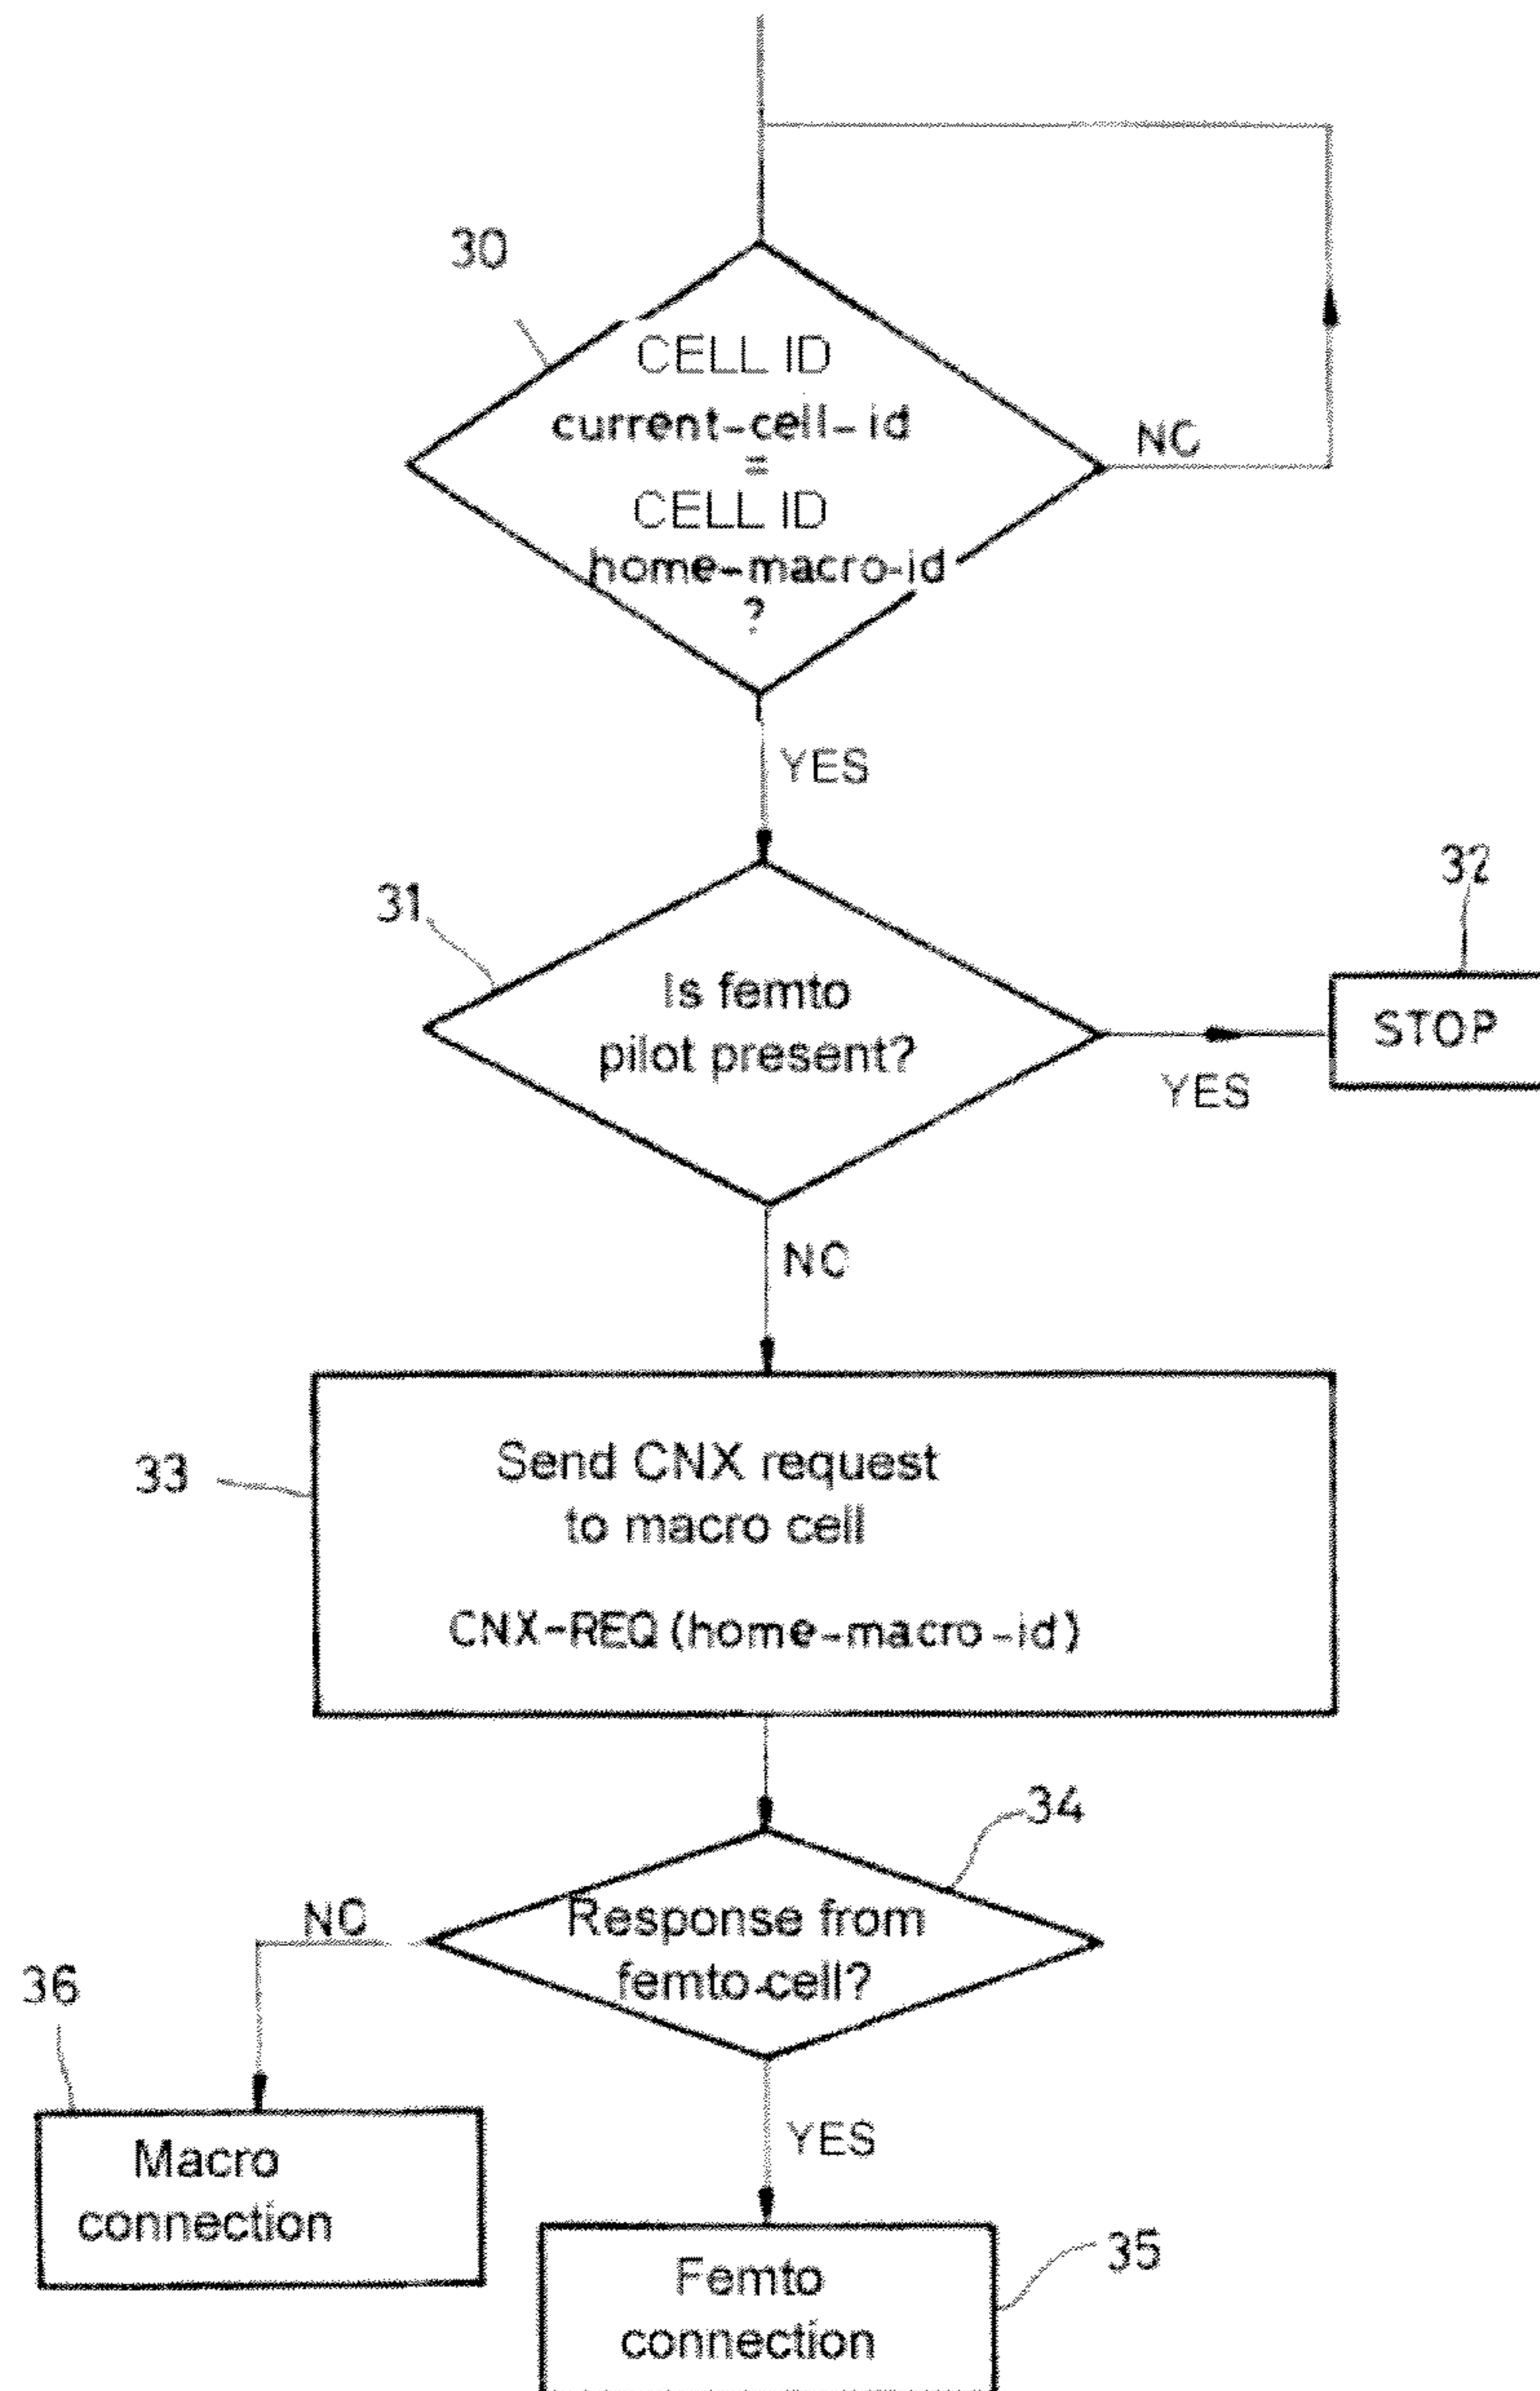 30
CELL ID
current-cell-id
=
CELL ID
home-macro-id
?
NO
YES
31
Is femto
pilot present?
32
STOP
YES
NO
33
Send CNX request
to macro cell
CNX-REQ (home-macro-id)
34
Response from
femto-cell?
NO
36
Macro
connection
YES
35
Femto
connection